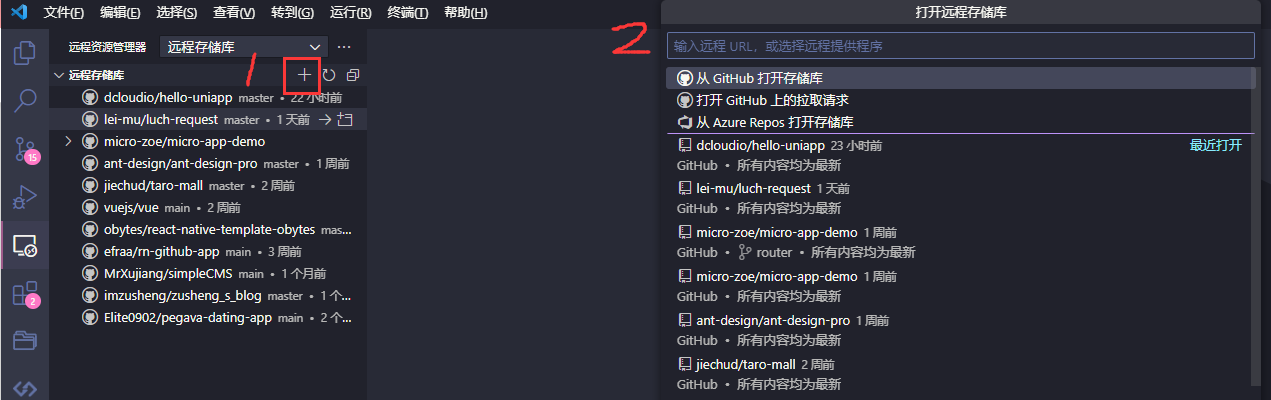 文件(F) 编辑(E) 选择(S) 查看(V) 转到(G) 运行(R) 终端(T) 帮助(H)
远程资源管理器 远程存储库 ...
1
远程存储库
dcloudio/hello-uniapp master • 22 小时前
lei-mu/luch-request master • 1 天前
micro-zoe/micro-app-demo
ant-design/ant-design-pro master • 1 周前
jiechud/taro-mall master • 2 周前
vuejs/vue main • 2 周前
obytes/react-native-template-obytes mas...
efraa/rn-github-app main • 3 周前
MrXujiang/simpleCMS main • 1 个月前
imzusheng/zusheng_s_blog master • 1 个...
Elite0902/pegava-dating-app main • 2 个...
15
2
2
打开远程存储库
输入远程 URL，或选择远程提供程序
从 GitHub 打开存储库
打开 GitHub 上的拉取请求
从 Azure Repos 打开存储库
dcloudio/hello-uniapp 23 小时前 最近打开
GitHub • 所有内容均为最新
lei-mu/luch-request 1 天前
GitHub • 所有内容均为最新
micro-zoe/micro-app-demo 1 周前
GitHub • router • 所有内容均为最新
micro-zoe/micro-app-demo 1 周前
GitHub • 所有内容均为最新
ant-design/ant-design-pro 1 周前
GitHub • 所有内容均为最新
jiechud/taro-mall 2 周前
GitHub • 所有内容均为最新